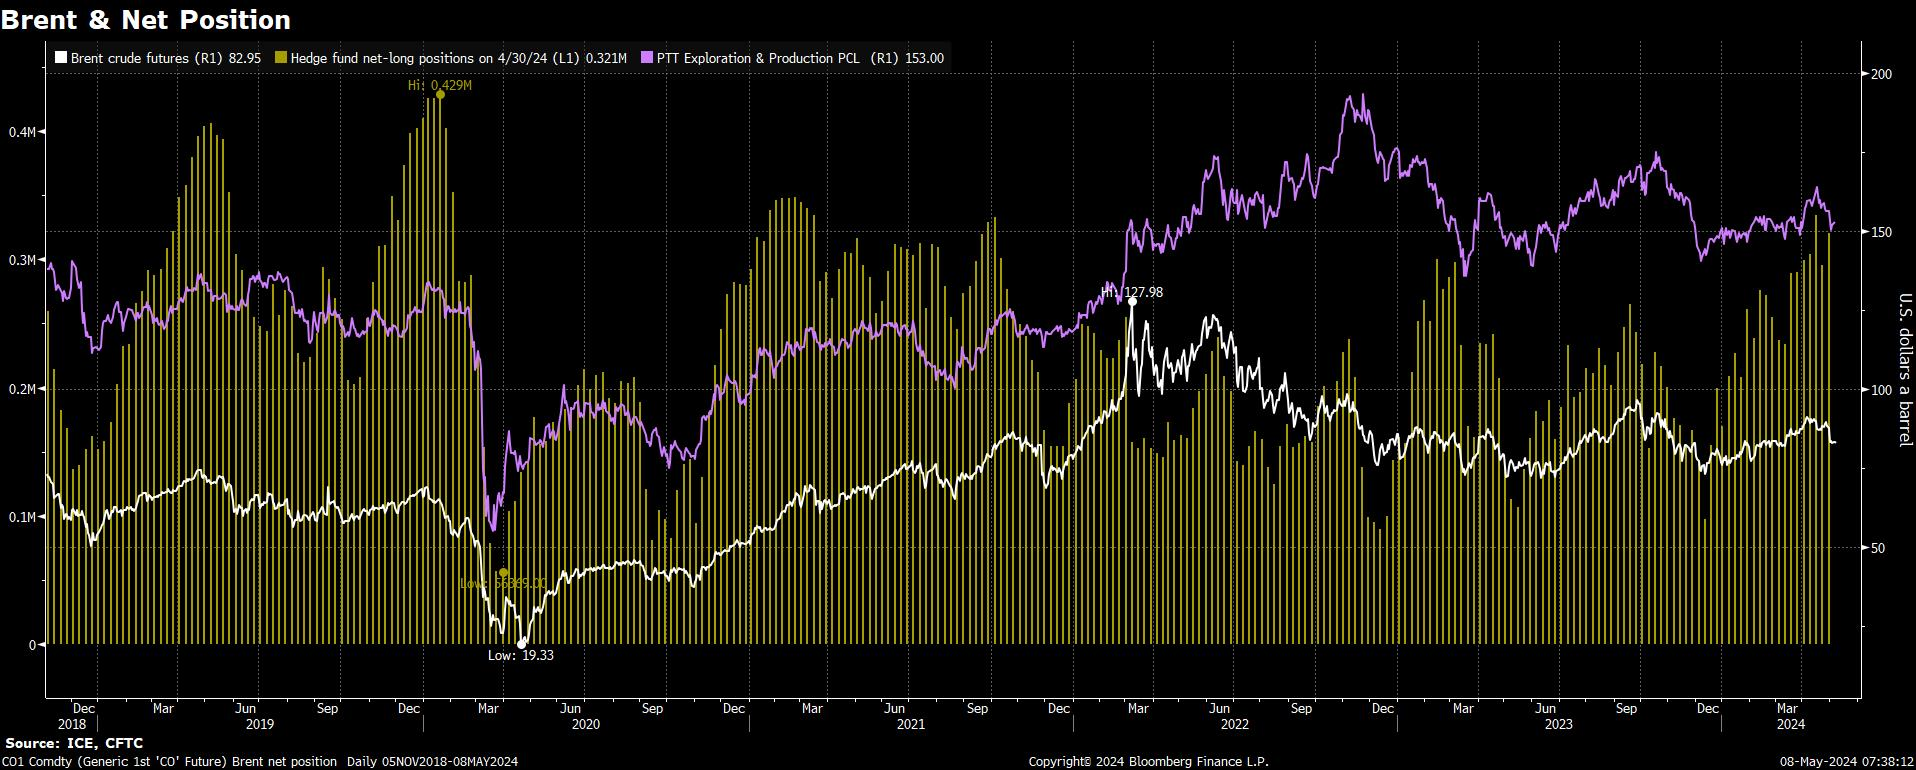 Brent & Net Position
Brent crude futures (R1) 82.95 Hedge fund net-long positions on 4/30/24 (L1) 0.321M PTT Exploration & Production PCL (R1) 153.00
Hi: 0.429M
200
0.4M
150
0.3M
Hi: 127.98
U.S. dollars a barrel
0.2M
100
0.1M
50
Low: 56369.00
0
Low: 19.33
Dec Mar Jun Sep Dec Mar Jun Sep Dec Mar Jun Sep Dec Mar Jun Sep Dec Mar Jun Sep Dec Mar
2018 2019 2020 2021 2022 2023 2024
Source: ICE, CFTC
CO1 Comdty (Generic 1st 'CO' Future) Brent net position Daily 05NOV2018-08MAY2024 Copyright© 2024 Bloomberg Finance L.P. 08-May-2024 07:38:12